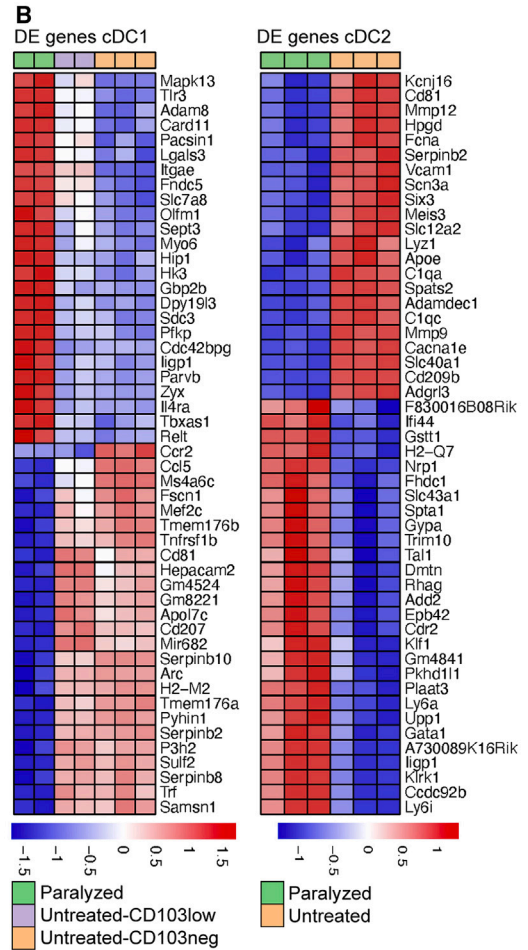 B
DE genes cDC1
Mapk13
Tlr3
Adam8
Card11
Pacsin1
Lgals3
Itgae
Fndc5
Slc7a8
Olfm1
Sept3
Myo6
Hip1
Hk3
Gbp2b
Dpy19l3
Sdc3
Pfkp
Cdc42bpg
Iigp1
Parvb
Zyx
Il4ra
Tbxas1
Relt
Ccr2
Ccl5
Ms4a6c
Fscn1
Mef2c
Tmem176b
Tnfrsf1b
Cd81
Hepacam2
Gm4524
Gm8221
Apol7c
Cd207
Mir682
Serpinb10
Arc
H2-M2
Tmem176a
Pyhin1
Serpinb2
P3h2
Sulf2
Serpinb8
Trf
Samsn1
-1.5
-1
-0.5
0
0.5
1
1.5
Paralyzed
Untreated-CD103low
Untreated-CD103neg
DE genes cDC2
Kcnj16
Cd81
Mmp12
Hpgd
Fcna
Serpinb2
Vcam1
Scn3a
Six3
Meis3
Slc12a2
Lyz1
Apoe
C1qa
Spats2
Adamdec1
C1qc
Mmp9
Cacna1e
Slc40a1
Cd209b
Adgrl3
F830016B08Rik
Ifi44
Gstt1
H2-Q7
Nrp1
Fhdc1
Slc43a1
Spta1
Gypa
Trim10
Tal1
Dmtn
Rhag
Add2
Epb42
Cdr2
Klf1
Gm4841
Pkhd1l1
Plaat3
Ly6a
Upp1
Gata1
A730089K16Rik
Iigp1
Klrk1
Ccdc92b
Ly6i
-1
-0.5
0
0.5
1
Paralyzed
Untreated